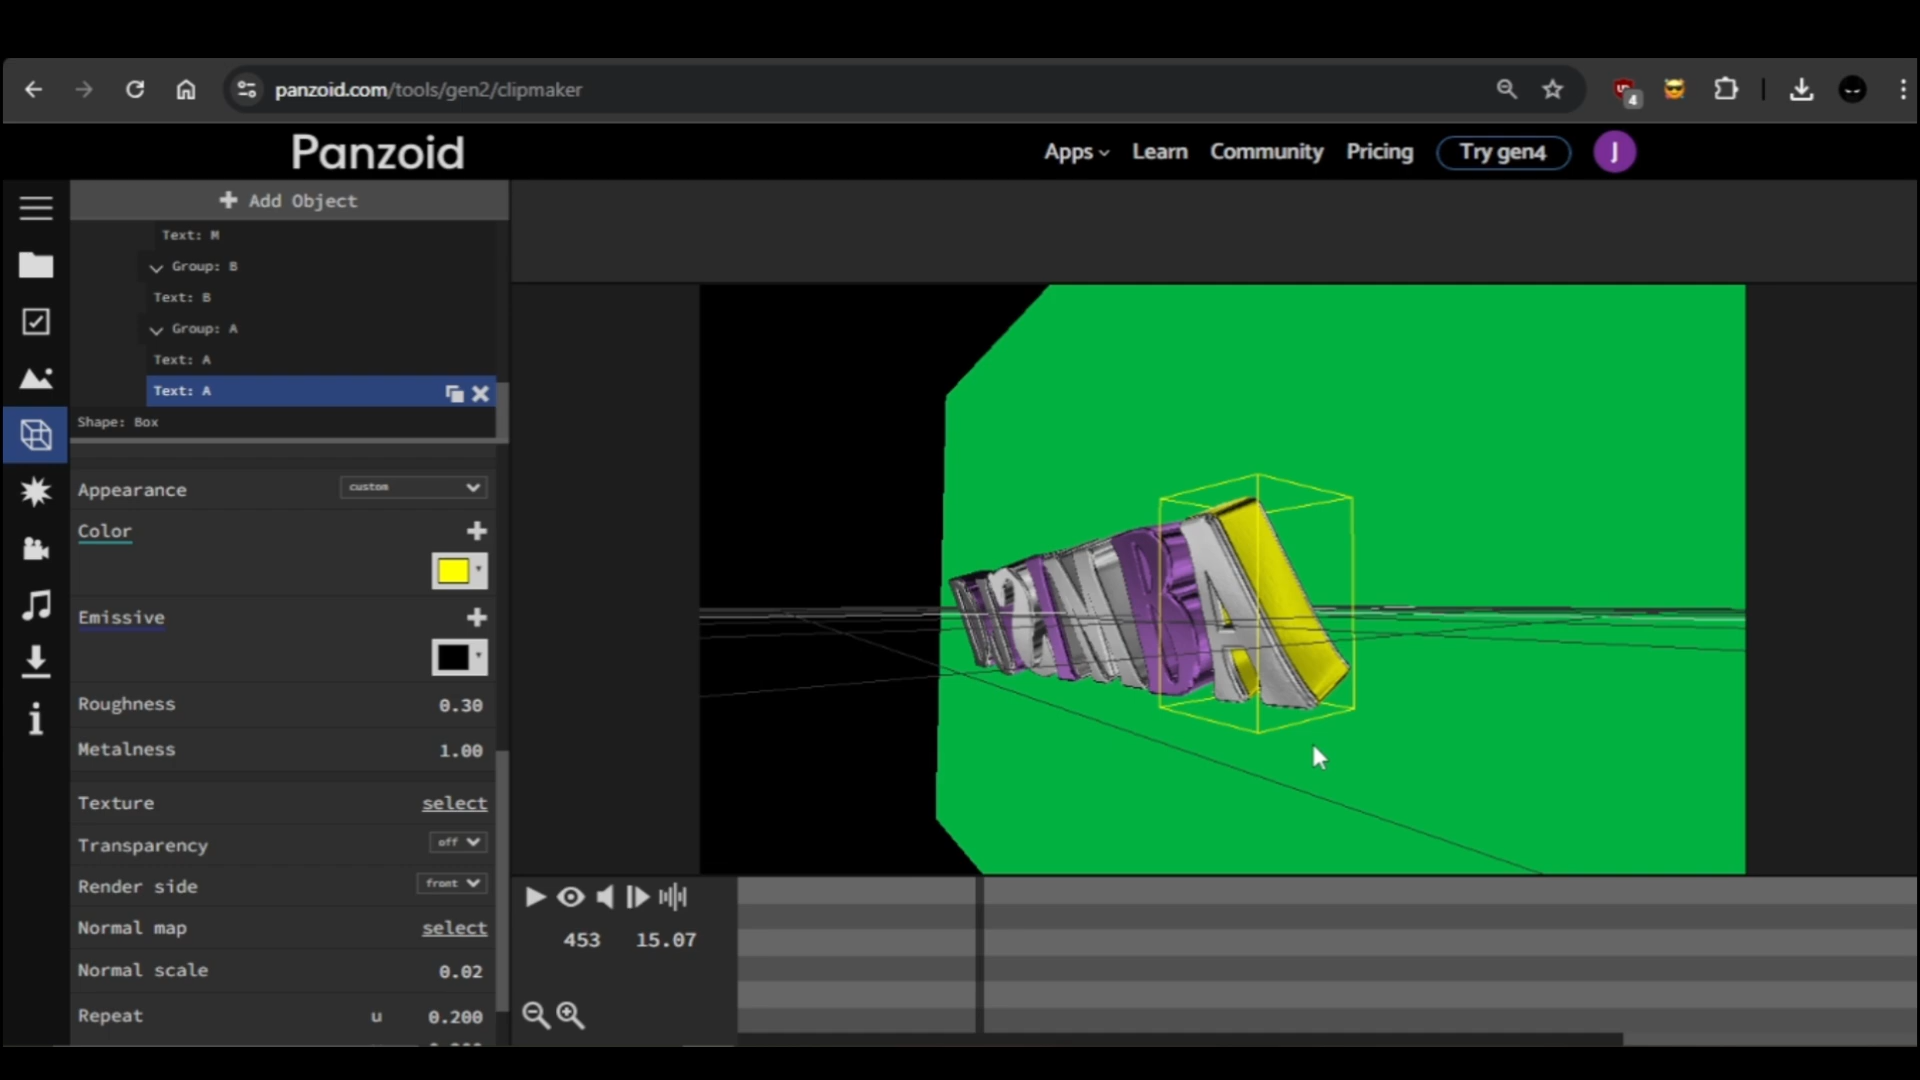 panzoid.com/tools/gen2/clipmaker
4
Panzoid
Apps
Learn
Community
Pricing
Try gen4
J
Add Object
Text: M
Group: B
Text: B
Group: A
Text: A
Text: A
Shape: Box
Appearance
custom
Color
Emissive
Roughness
0.30
Metalness
1.00
Texture
select
Transparency
off
Render side
front
Normal map
select
Normal scale
0.02
Repeat
u
0.200
453
15.07